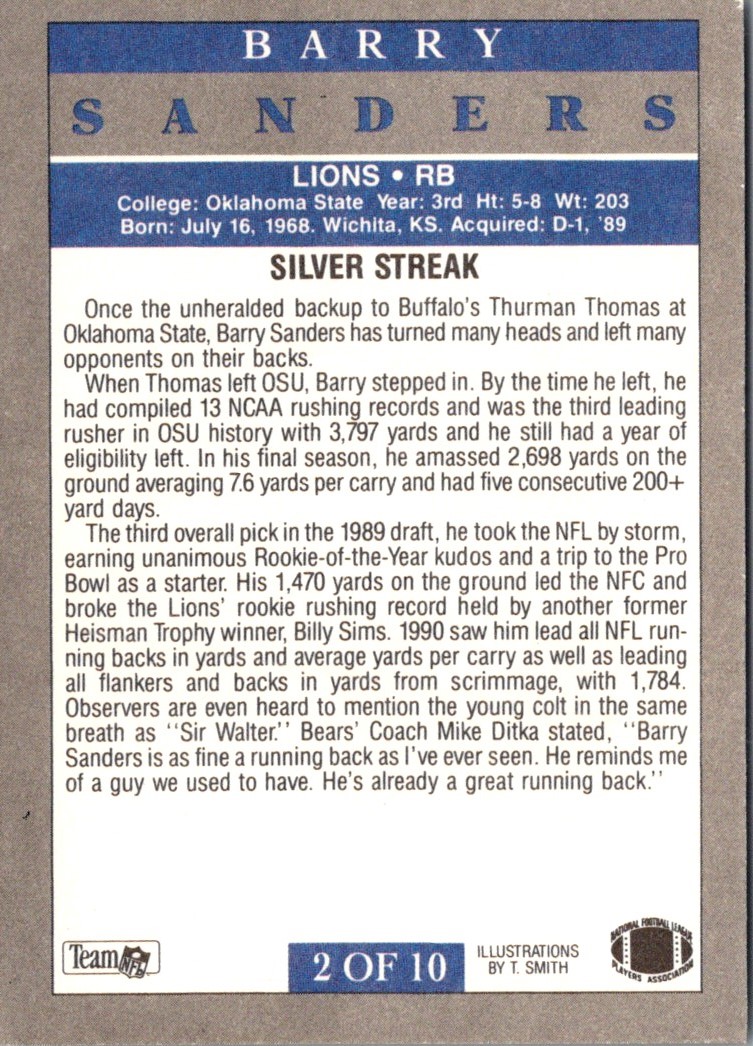 BARRY
SANDERS
LIONS • RB
College: Oklahoma State Year: 3rd Ht: 5-8 Wt: 203
Born: July 16, 1968. Wichita, KS. Acquired: D-1, '89
SILVER STREAK
Once the unheralded backup to Buffalo's Thurman Thomas at
Oklahoma State, Barry Sanders has turned many heads and left many
opponents on their backs.
When Thomas left OSU, Barry stepped in. By the time he left, he
had compiled 13 NCAA rushing records and was the third leading
rusher in OSU history with 3,797 yards and he still had a year of
eligibility left. In his final season, he amassed 2,698 yards on the
ground averaging 7.6 yards per carry and had five consecutive 200+
yard days.
The third overall pick in the 1989 draft, he took the NFL by storm,
earning unanimous Rookie-of-the-Year kudos and a trip to the Pro
Bowl as a starter. His 1,470 yards on the ground led the NFC and
broke the Lions' rookie rushing record held by another former
Heisman Trophy winner, Billy Sims. 1990 saw him lead all NFL run-
ning backs in yards and average yards per carry as well as leading
all flankers and backs in yards from scrimmage, with 1,784.
Observers are even heard to mention the young colt in the same
breath as ''Sir Walter.'' Bears' Coach Mike Ditka stated, ''Barry
Sanders is as fine a running back as I've ever seen. He reminds me
of a guy we used to have. He's already a great running back.''
Team NFL
2 OF 10
ILLUSTRATIONS
BY T. SMITH
NATIONAL FOOTBALL LEAGUE
PLAYERS ASSOCIATION